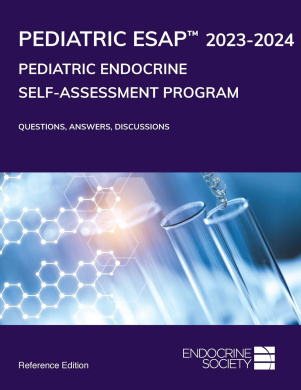 PEDIATRIC ESAP™ 2023-2024
PEDIATRIC ENDOCRINE
SELF-ASSESSMENT PROGRAM
QUESTIONS, ANSWERS, DISCUSSIONS
Reference Edition
ENDOCRINE
SOCIETY